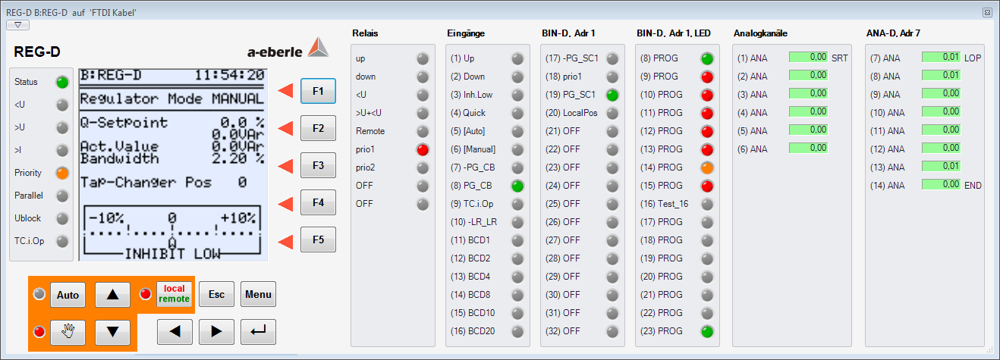 REG-D B:REG-D auf 'FTDI Kabel'
REG-D
a-eberle
Status
<U
>U
>I
Priority
Parallel
Ublock
TC.i.Op
B:REG-D 11:54:20
Regulator Mode MANUAL
Q-Setpoint 0.0 %
0.0VAr
Act.Value 0.0VAr
Bandwidth 2.20 %
Tap-Changer Pos 0
-10% 0 +10%
INHIBIT LOW
F1
F2
F3
F4
F5
Auto
local
remote
Esc
Menu
Relais
up
down
<U
>U+<U
Remote
prio1
prio2
OFF
OFF
Eingänge
(1) Up
(2) Down
(3) Inh.Low
(4) Quick
(5) [Auto]
(6) [Manual]
(7) -PG_CB
(8) PG_CB
(9) TC.i.Op
(10) -LR_LR
(11) BCD1
(12) BCD2
(13) BCD4
(14) BCD8
(15) BCD10
(16) BCD20
BIN-D, Adr 1
(17) -PG_SC1
(18) prio1
(19) PG_SC1
(20) LocalPos
(21) OFF
(22) OFF
(23) OFF
(24) OFF
(25) OFF
(26) OFF
(27) OFF
(28) OFF
(29) OFF
(30) OFF
(31) OFF
(32) OFF
BIN-D, Adr 1, LED
(8) PROG
(9) PROG
(10) PROG
(11) PROG
(12) PROG
(13) PROG
(14) PROG
(15) PROG
(16) Test_16
(17) PROG
(18) PROG
(19) PROG
(20) PROG
(21) PROG
(22) PROG
(23) PROG
Analogkanäle
(1) ANA 0,00 SRT
(2) ANA 0,00
(3) ANA 0,00
(4) ANA 0,00
(5) ANA 0,00
(6) ANA 0,00
ANA-D, Adr 7
(7) ANA 0,01 LOP
(8) ANA 0,01
(9) ANA 0,00
(10) ANA 0,00
(11) ANA 0,00
(12) ANA 0,00
(13) ANA 0,01
(14) ANA 0,00 END